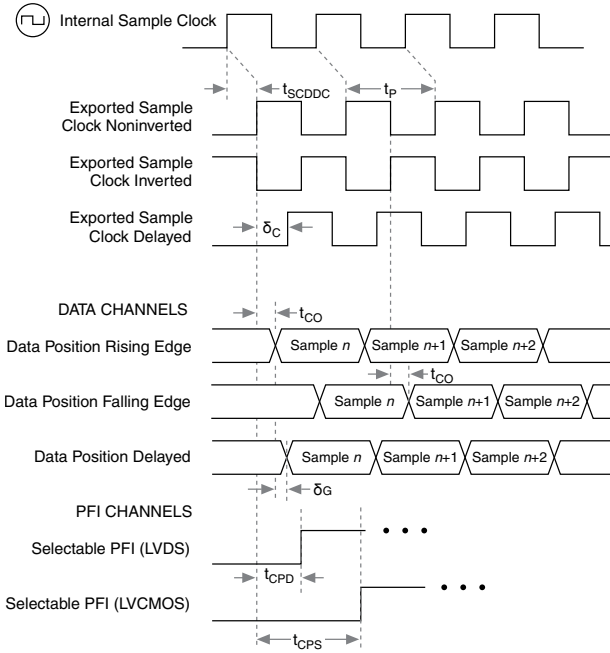 Internal Sample Clock
tSCDDC
tP
Exported Sample
Clock Noninverted
Exported Sample
Clock Inverted
Exported Sample
Clock Delayed
δC
DATA CHANNELS
tCO
Data Position Rising Edge
Sample n
Sample n+1
Sample n+2
tCO
Data Position Falling Edge
Sample n
Sample n+1
Sample n+2
Data Position Delayed
Sample n
Sample n+1
Sample n+2
δG
PFI CHANNELS
Selectable PFI (LVDS)
tCPD
Selectable PFI (LVCMOS)
tCPS